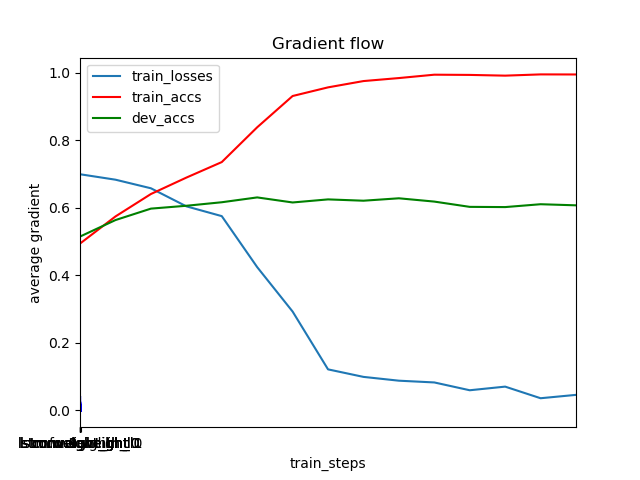 Gradient flow
train_losses
train_accs
dev_accs
1.0
0.8
0.6
0.4
0.2
0.0
average gradient
train_steps